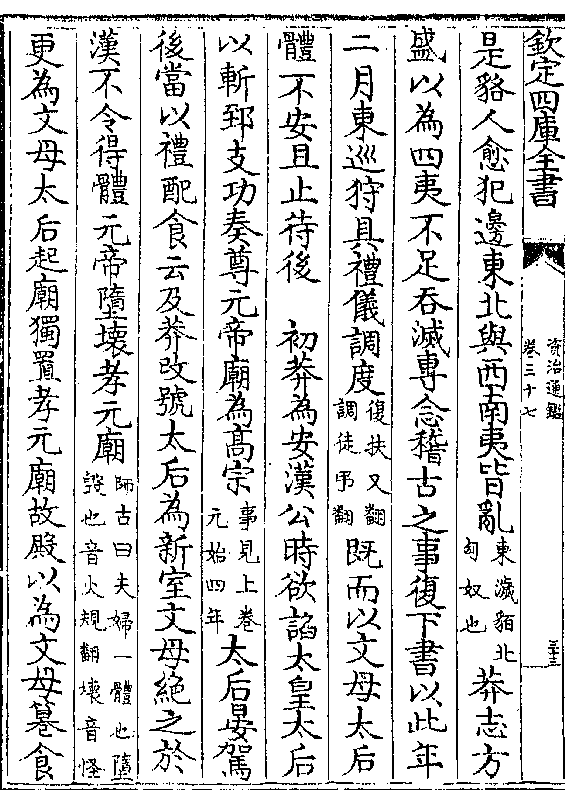 欽定四庫全書
資治通鑑
卷三十七
三十三
是貉人愈犯邊東北與西南夷皆亂東濊貊北匈奴也莽志方
盛以為四夷不足吞滅專念稽古之事復下書以此年
二月東巡狩具禮儀調度復扶又翻調徒弔翻既而以文母太后
體不安且止待後 初莽為安漢公時欲諂太皇太后
以斬郅支功奏尊元帝廟為高宗事見上卷元始四年太后晏駕
後當以禮配食云及莽改號太后為新室文母絶之於
漢不令得體元帝墮壞孝元廟師古曰夫婦一體也墮毀也音火規翻壞音怪
更為文母太后起廟獨置孝元廟故殿以為文母篹食